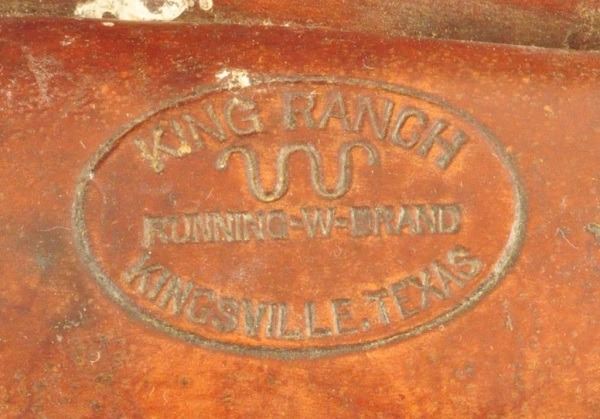 KING RANCH
RUNNING-W-BRAND
KINGSVILLE, TEXAS